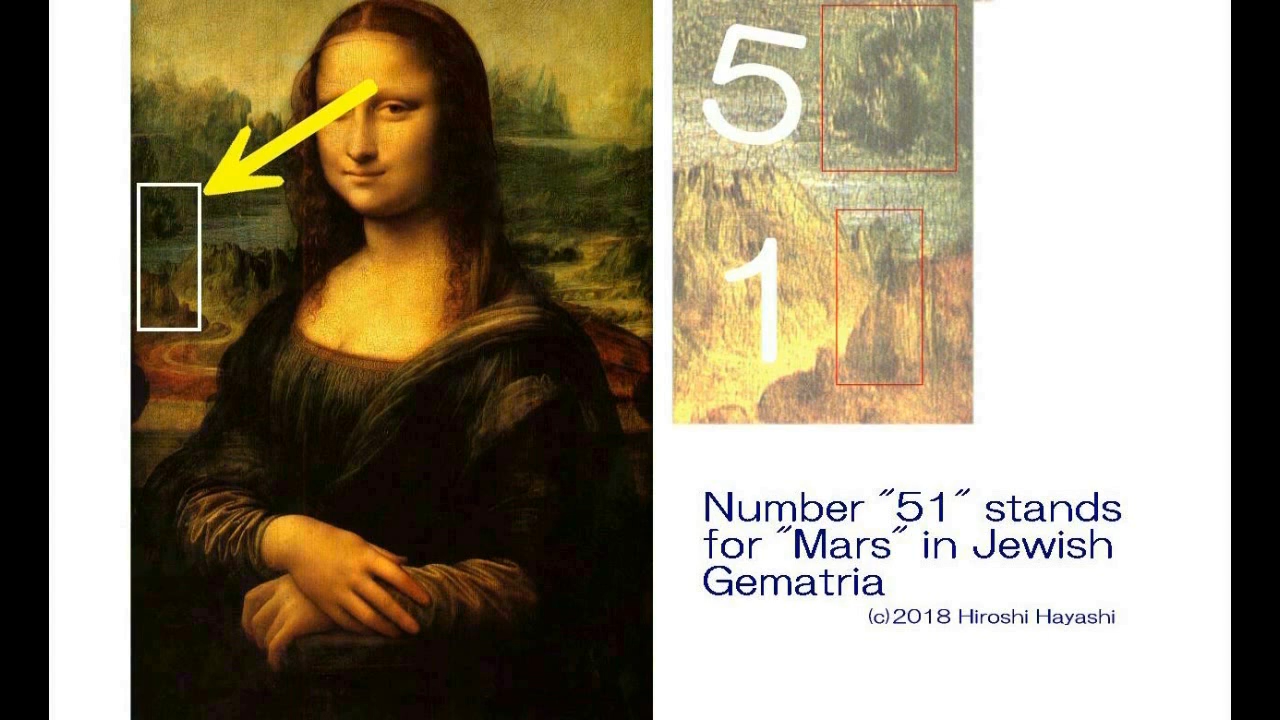 5
1
Number "51" stands
for "Mars" in Jewish
Gematria
(c)2018 Hiroshi Hayashi